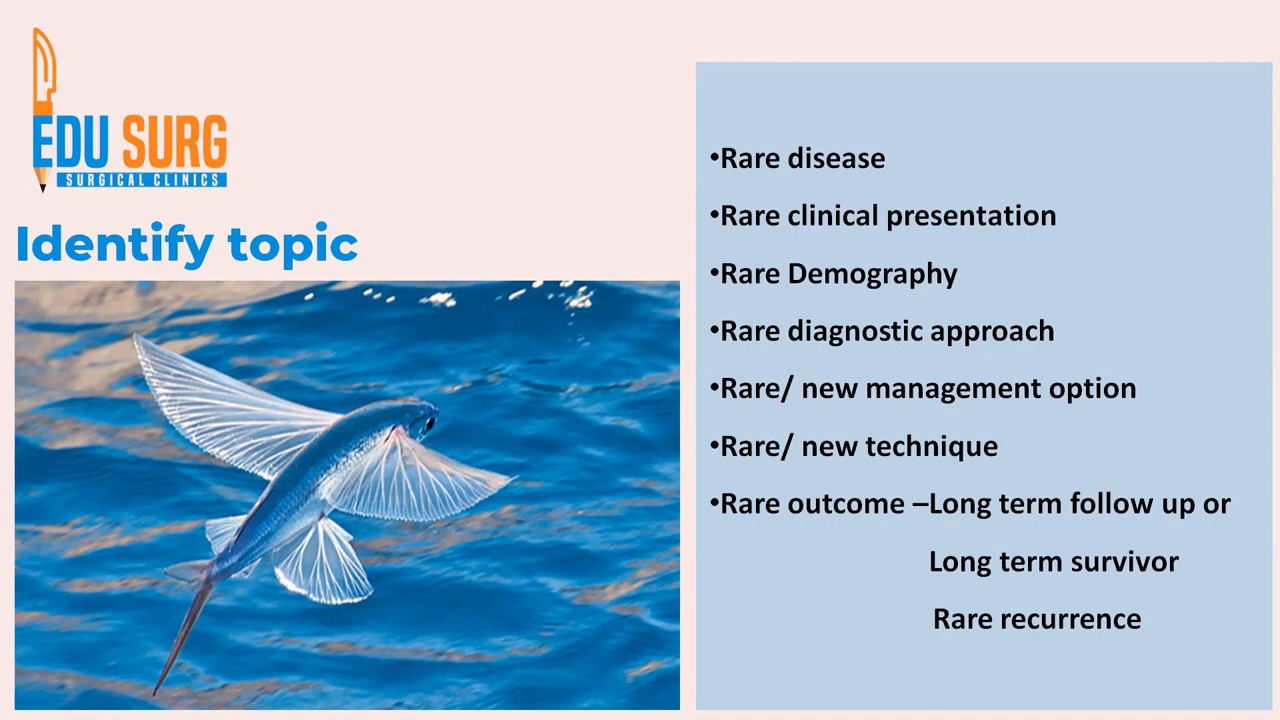 EDU SURG
SURGICAL CLINICS
Identify topic
•Rare disease
•Rare clinical presentation
•Rare Demography
•Rare diagnostic approach
•Rare/ new management option
•Rare/ new technique
•Rare outcome –Long term follow up or
Long term survivor
Rare recurrence